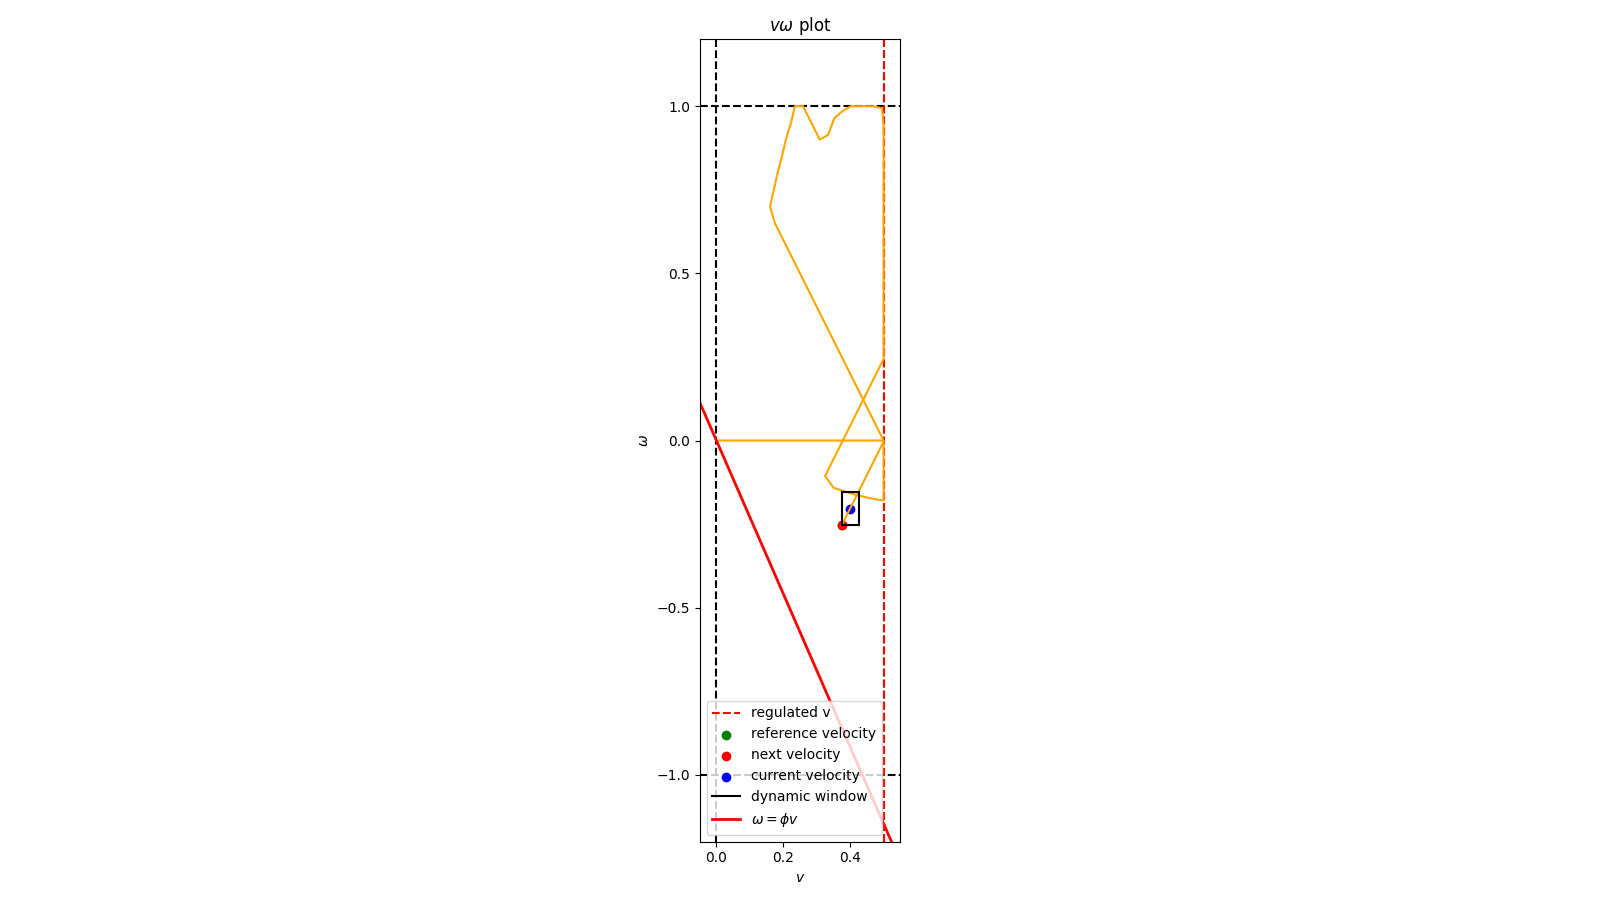 vω plot
1.0
0.5
0.0
−0.5
−1.0
ω
regulated v
reference velocity
next velocity
current velocity
dynamic window
ω = ϕv
0.0 0.2 0.4
v